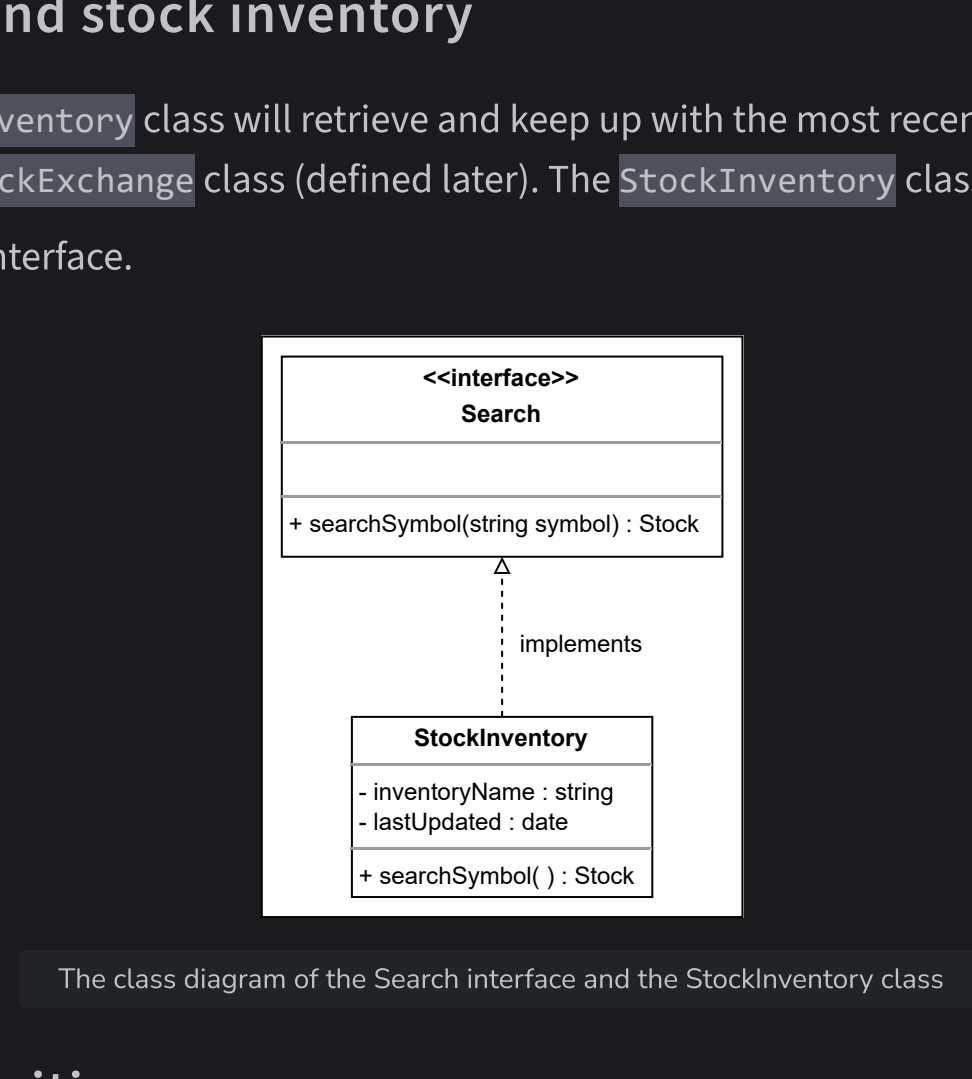 nd stock inventory
ventory class will retrieve and keep up with the most recen
ckExchange class (defined later). The StockInventory clas
nterface.
<<interface>>
Search
+ searchSymbol(string symbol) : Stock
implements
StockInventory
- inventoryName : string
- lastUpdated : date
+ searchSymbol( ) : Stock
The class diagram of the Search interface and the StockInventory class